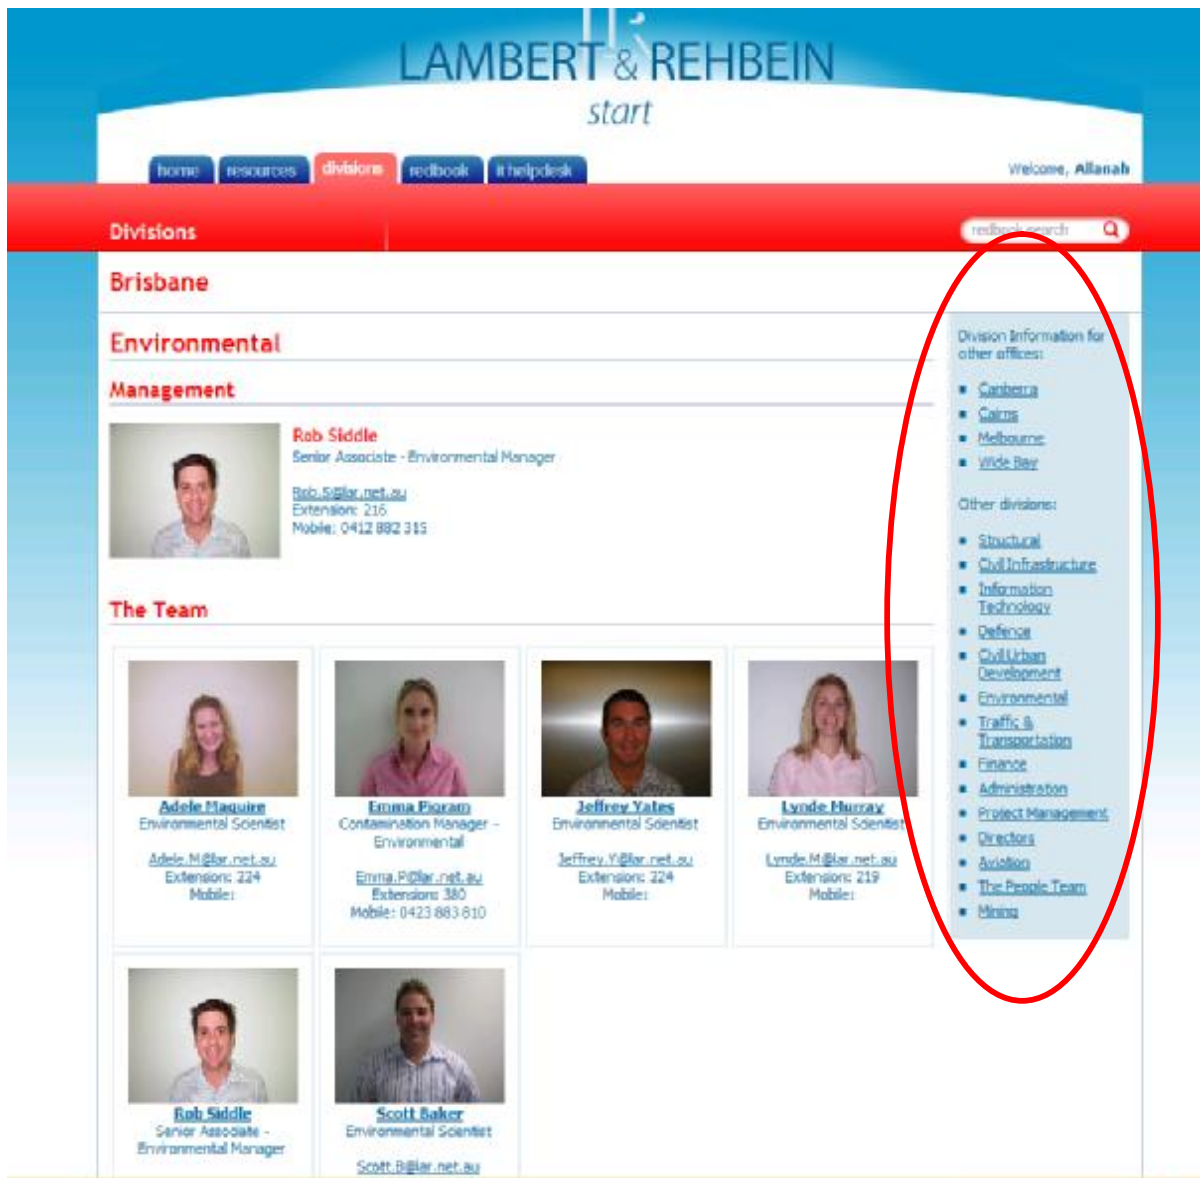 LAMBERT & REHBEIN
start
home resources divisions redbook it helpdesk
Welcome, Allanah
Divisions
redbook search
Brisbane
Environmental
Management
Rob Siddle
Senior Associate - Environmental Manager
Rob.S@lar.net.au
Extension: 216
Mobile: 0412 882 315
The Team
Adele Maguire
Environmental Scientist
Adele.M@lar.net.au
Extension: 224
Mobile:
Emma Pigram
Contamination Manager -
Environmental
Emma.P@lar.net.au
Extension: 380
Mobile: 0423 883 810
Jeffrey Yates
Environmental Scientist
Jeffrey.Y@lar.net.au
Extension: 224
Mobile:
Lynde Murray
Environmental Scientist
Lynde.M@lar.net.au
Extension: 219
Mobile:
Rob Siddle
Senior Associate -
Environmental Manager
Scott Baker
Environmental Scientist
Scott.B@lar.net.au
Division Information for
other offices:
Canberra
Cairns
Melbourne
Wide Bay
Other divisions:
Structural
Civil Infrastructure
Information
Technology
Defence
Civil Urban
Development
Environmental
Traffic &
Transportation
Finance
Administration
Project Management
Directors
Aviation
The People Team
Mining